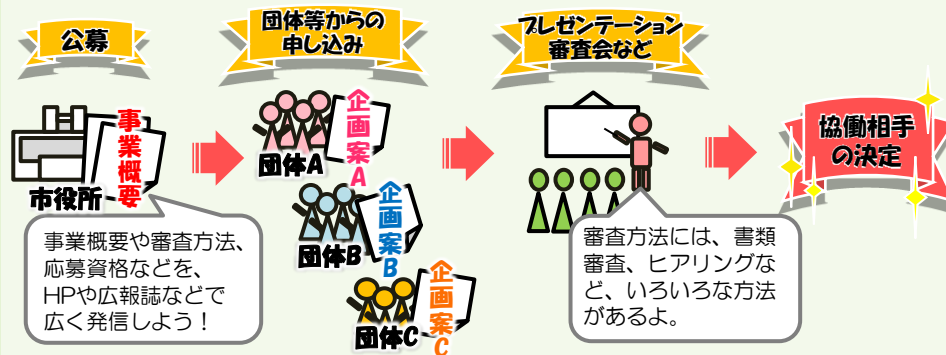 公募
団体等からの
申し込み
プレゼンテーション
審査会など
事業概要
市役所
企画案A
団体A
企画案B
団体B
企画案C
団体C
協働相手
の決定
事業概要や審査方法、
応募資格などを、
HPや広報誌などで
広く発信しよう！
審査方法には、書類
審査、ヒアリングな
ど、いろいろな方法
があるよ。